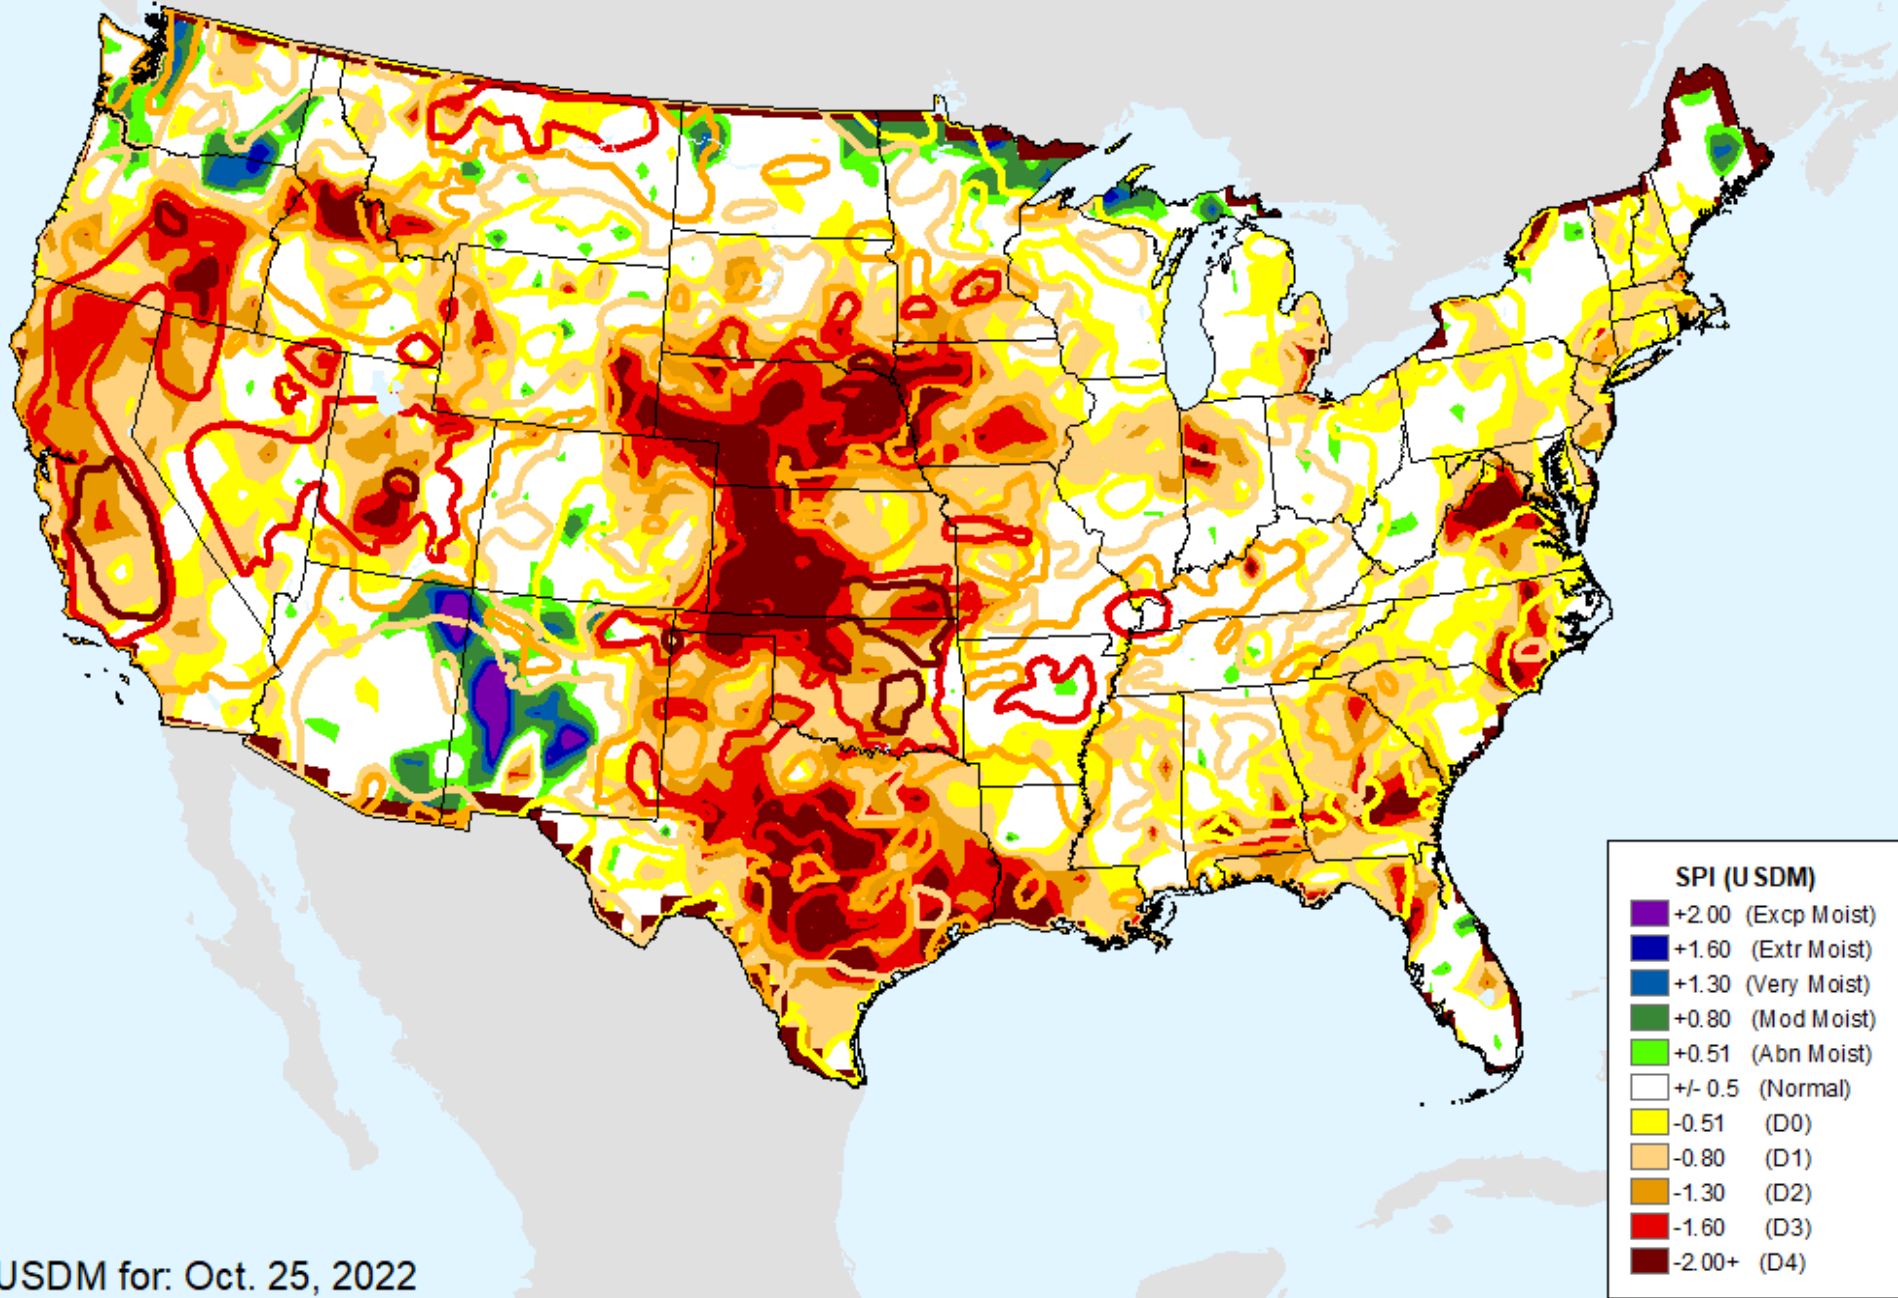 SPI (USDM)
+2.00 (Excp Moist)
+1.60 (Extr Moist)
+1.30 (Very Moist)
+0.80 (Mod Moist)
+0.51 (Abn Moist)
+/- 0.5 (Normal)
-0.51 (D0)
-0.80 (D1)
-1.30 (D2)
-1.60 (D3)
-2.00+ (D4)
USDM for: Oct. 25, 2022